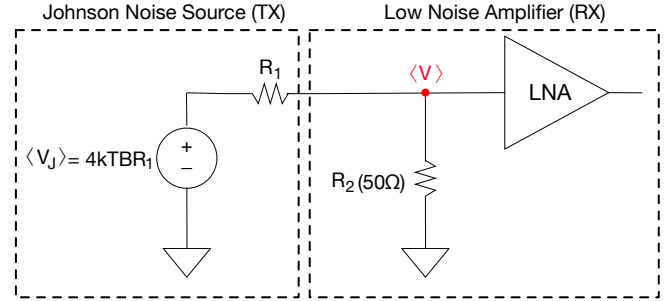 Johnson Noise Source (TX)
Low Noise Amplifier (RX)
R1
⟨V⟩
LNA
⟨VJ⟩= 4kTBR1
+
−
R2 (50Ω)